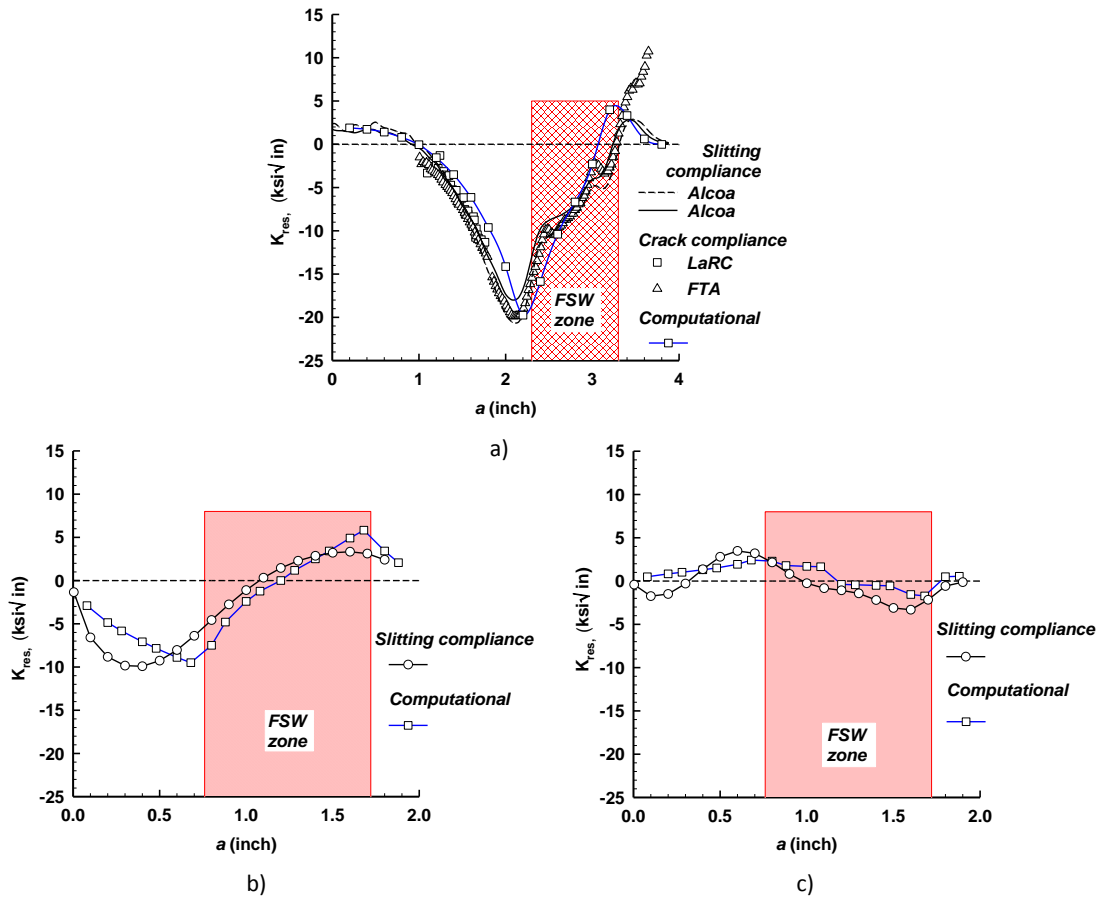 15
10
5
0
-5
-10
-15
-20
-25
K_res, (ksi√ in)
0 1 2 3 4
a (inch)
FSW
zone
Slitting
compliance
Alcoa
Alcoa
Crack compliance
LaRC
FTA
Computational
a)
15
10
5
0
-5
-10
-15
-20
-25
K_res, (ksi√ in)
0.0 0.5 1.0 1.5 2.0
a (inch)
FSW
zone
Slitting compliance
Computational
b)
15
10
5
0
-5
-10
-15
-20
-25
K_res, (ksi√ in)
0.0 0.5 1.0 1.5 2.0
a (inch)
FSW
zone
Slitting compliance
Computational
c)